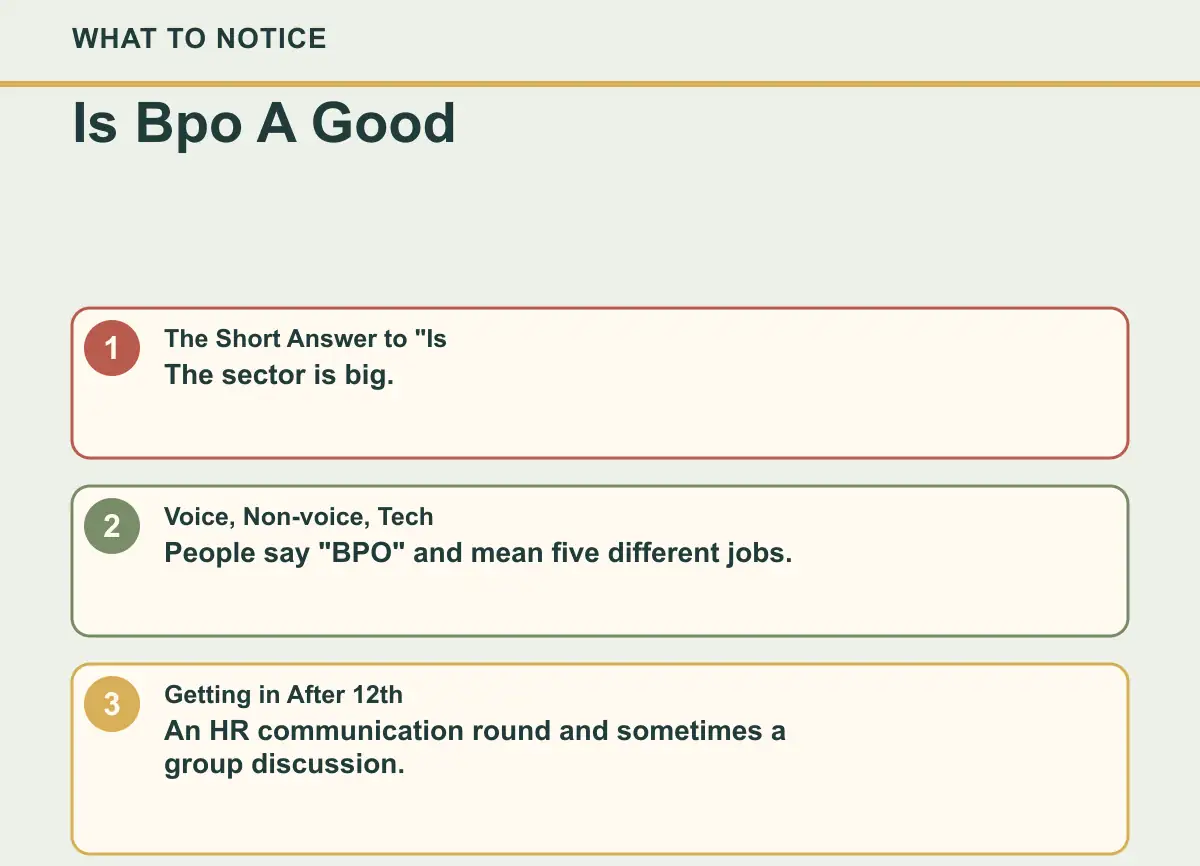 WHAT TO NOTICE
Is Bpo A Good
1
The Short Answer to "Is
The sector is big.
2
Voice, Non-voice, Tech
People say "BPO" and mean five different jobs.
3
Getting in After 12th
An HR communication round and sometimes a
group discussion.